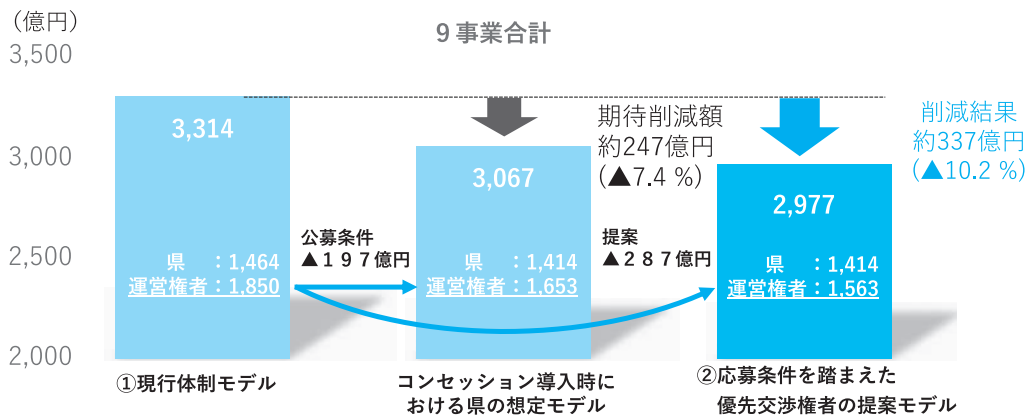 （億円）
9事業合計
3,500
3,000
2,500
2,000
3,314
県　：1,464
運営権者：1,850
①現行体制モデル
公募条件
▲１９７億円
期待削減額
約247億円
(▲7.4 %)
3,067
県　：1,414
運営権者：1,653
コンセッション導入時に
おける県の想定モデル
提案
▲２８７億円
削減結果
約337億円
(▲10.2 %)
2,977
県　：1,414
運営権者：1,563
②応募条件を踏まえた
優先交渉権者の提案モデル